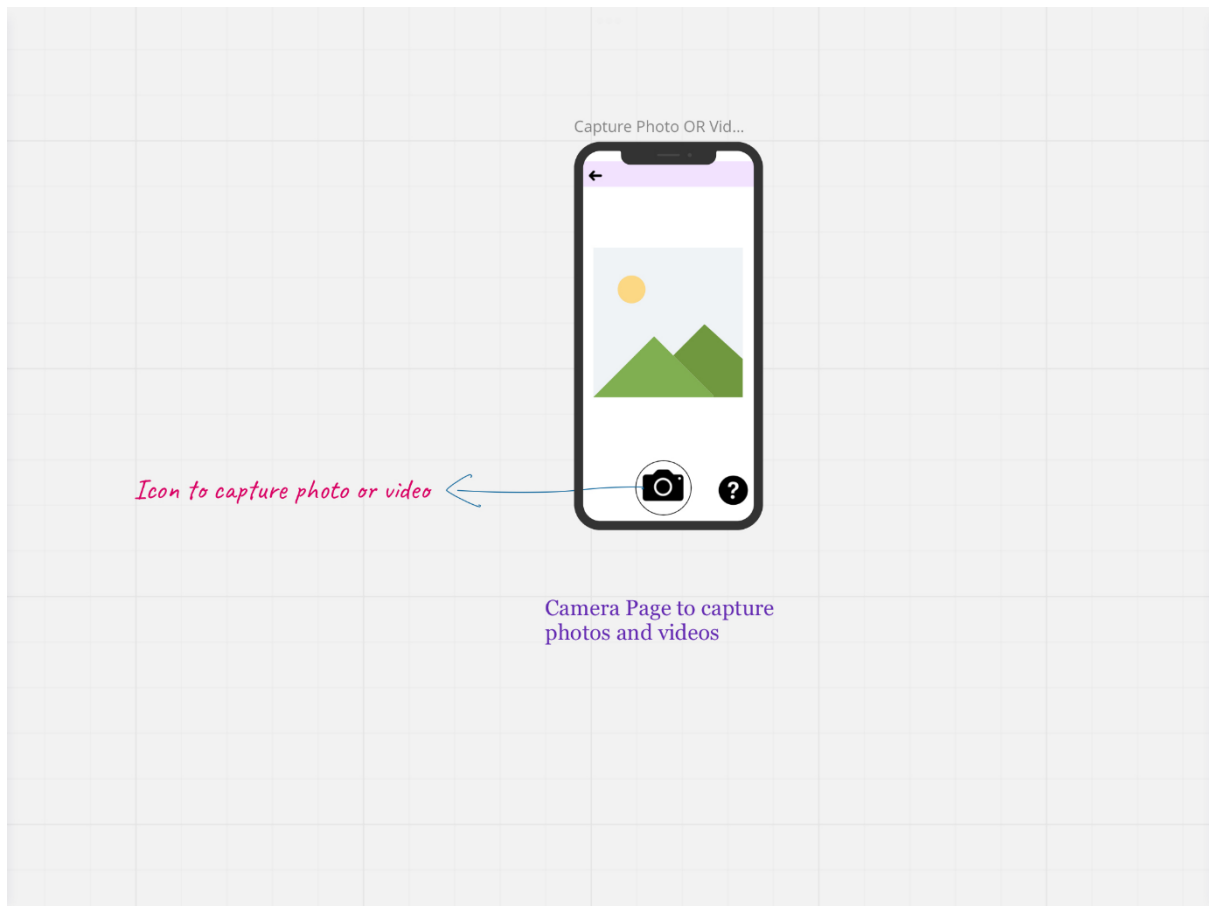 Capture Photo OR Vid...
?
Icon to capture photo or video
Camera Page to capture
photos and videos